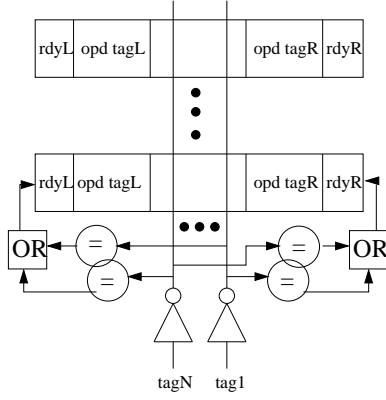 rdyL opd tagL opd tagR rdyR
rdyL opd tagL opd tagR rdyR
OR = = OR
= =
tagN tag1